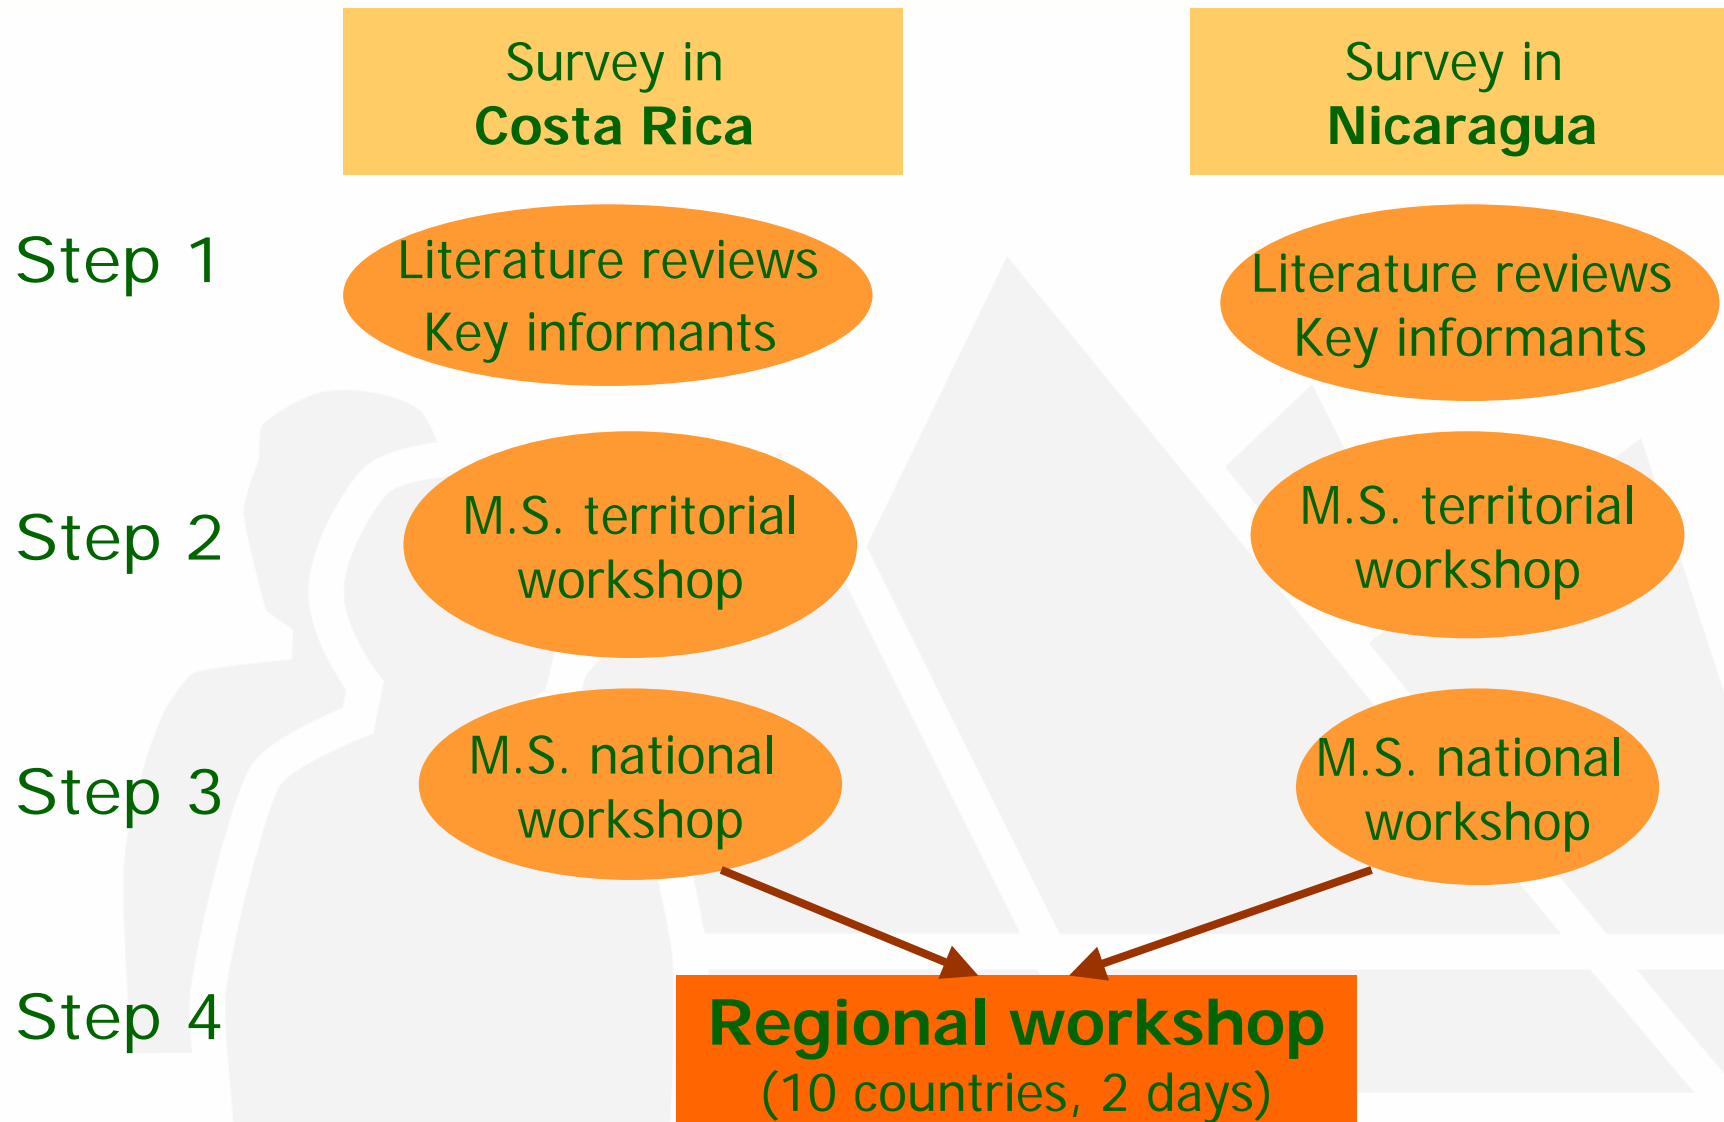 Survey in
Costa Rica
Survey in
Nicaragua
Step 1
Literature reviews
Key informants
Literature reviews
Key informants
Step 2
M.S. territorial
workshop
M.S. territorial
workshop
Step 3
M.S. national
workshop
M.S. national
workshop
Step 4
Regional workshop
(10 countries, 2 days)